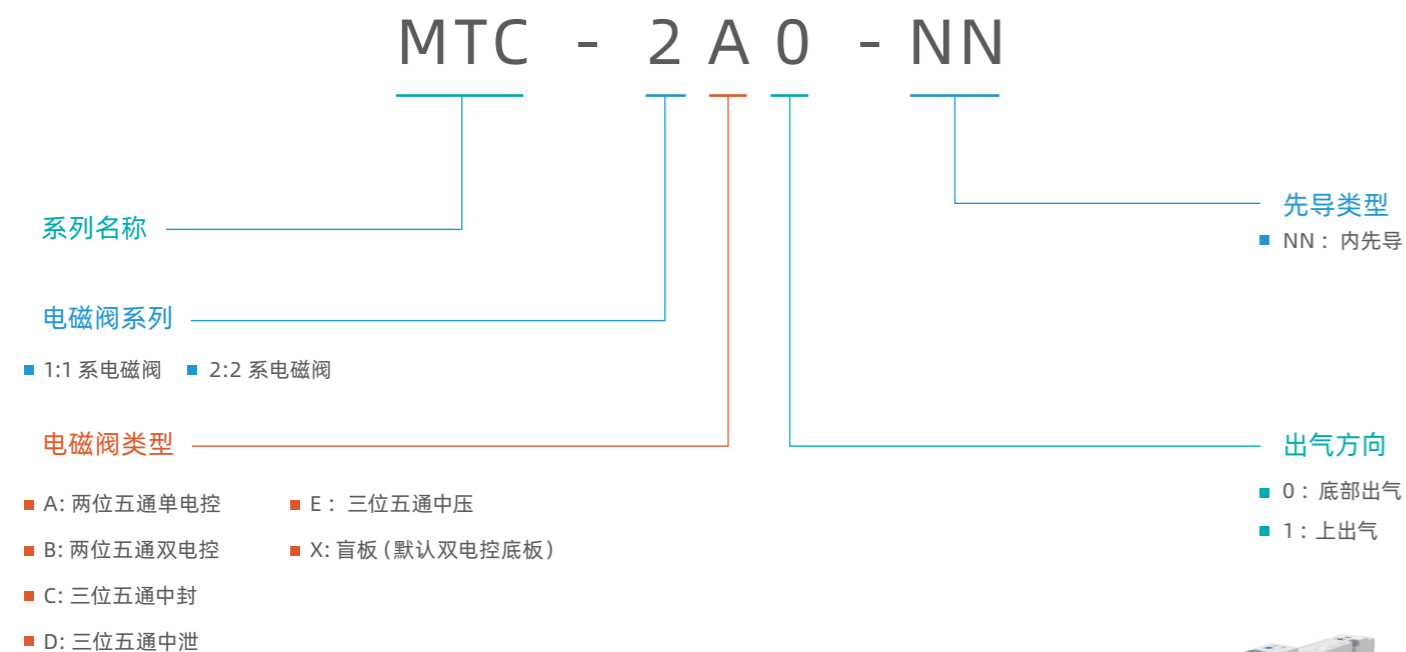 MTC - 2 A 0 - NN
系列名称
电磁阀系列
1:1 系电磁阀 2:2 系电磁阀
电磁阀类型
A: 两位五通单电控
B: 两位五通双电控
C: 三位五通中封
D: 三位五通中泄
E： 三位五通中压
X: 盲板（默认双电控底板）
先导类型
NN： 内先导
出气方向
0： 底部出气
1： 上出气